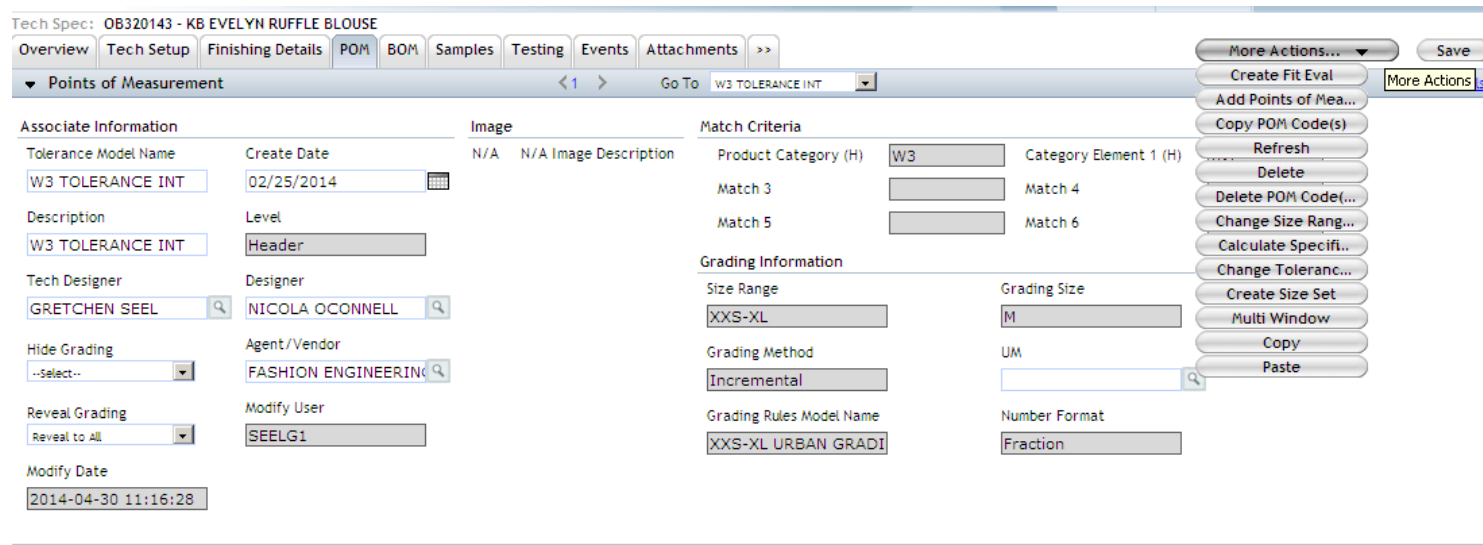 Tech Spec: OB320143 - KB EVELYN RUFFLE BLOUSE
Overview Tech Setup Finishing Details POM BOM Samples Testing Events Attachments >>
More Actions... Save
Points of Measurement
< 1 > Go To W3 TOLERANCE INT
Create Fit Eval
More Actions
Add Points of Mea...
Copy POM Code(s)
Refresh
Delete
Delete POM Code(...
Change Size Rang...
Calculate Specifi..
Change Toleranc...
Create Size Set
Multi Window
Copy
Paste
Associate Information
Tolerance Model Name Create Date
W3 TOLERANCE INT 02/25/2014
Description Level
W3 TOLERANCE INT Header
Tech Designer Designer
GRETCHEN SEEL NICOLA OCONNELL
Hide Grading Agent/Vendor
--Select-- FASHION ENGINEERING
Reveal Grading Modify User
Reveal to All SEELG1
Modify Date
2014-04-30 11:16:28
Image
N/A N/A Image Description
Match Criteria
Product Category (H) W3 Category Element 1 (H)
Match 3 Match 4
Match 5 Match 6
Grading Information
Size Range Grading Size
XXS-XL M
Grading Method UM
Incremental
Grading Rules Model Name Number Format
XXS-XL URBAN GRADI Fraction